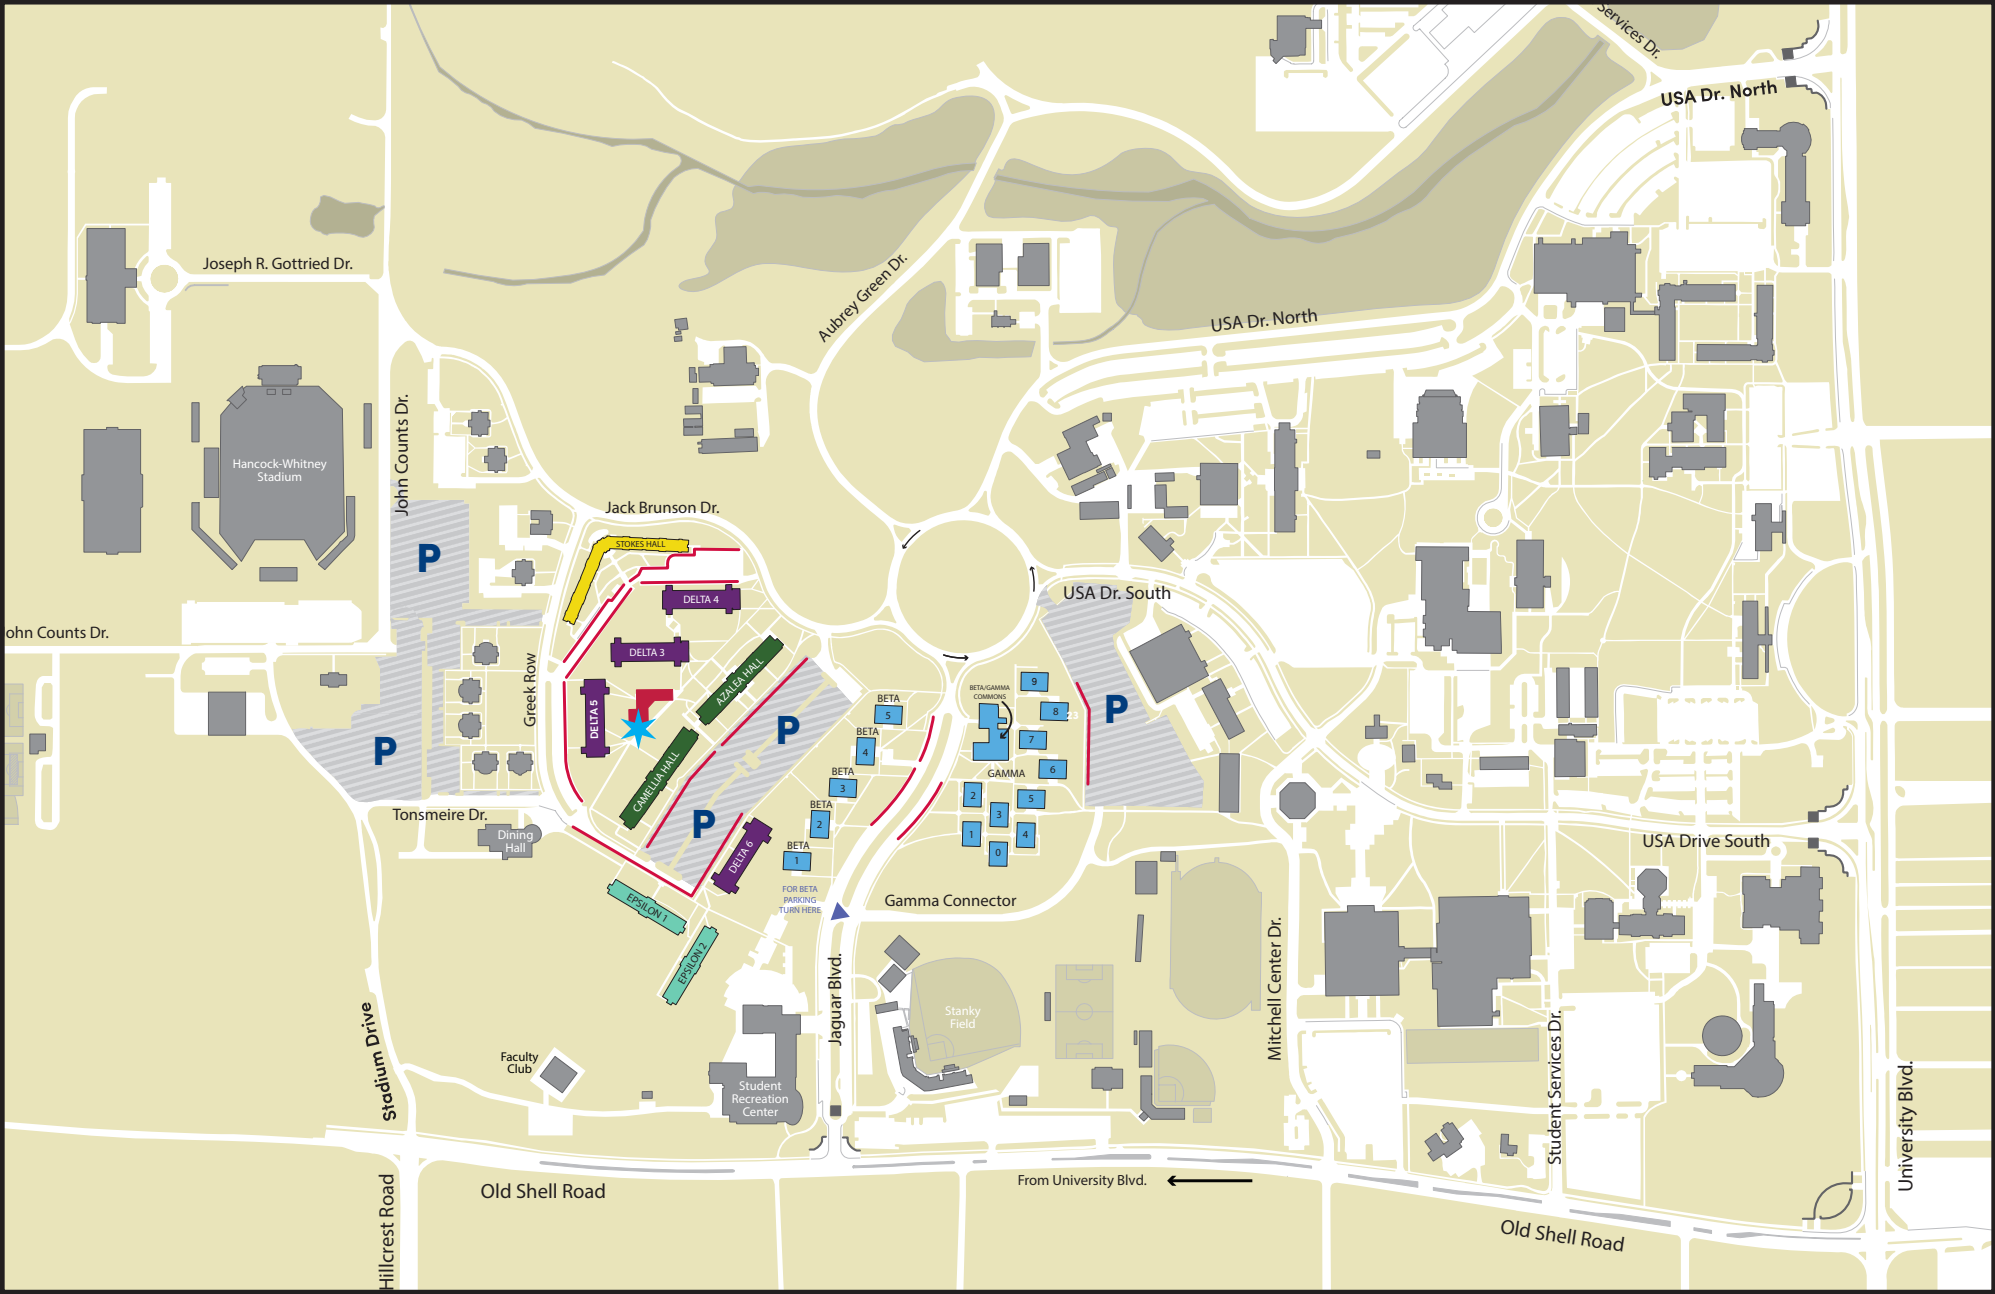 Services Dr.
USA Dr. North
Joseph R. Gottried Dr.
Aubrey Green Dr.
USA Dr. North
John Counts Dr.
Hancock-Whitney
Stadium
Jack Brunson Dr.
STOKES HALL
P
DELTA 4
USA Dr. South
ohn Counts Dr.
DELTA 3
AZALEA HALL
Greek Row
DELTA 5
BETA/GAMMA
COMMONS
9
8
23
P
BETA
5
P
P
BETA
4
7
CAMELLIA HALL
GAMMA
6
BETA
3
2
5
Tonsmeire Dr.
P
BETA
2
3
1
4
Dining
Hall
DELTA 6
BETA
1
0
USA Drive South
FOR BETA
PARKING
TURN HERE
EPSILON 1
Gamma Connector
EPSILON 2
Jaguar Blvd.
Mitchell Center Dr.
Stanky
Field
Stadium Drive
Student Services Dr.
Faculty
Club
Student
Recreation
Center
University Blvd.
From University Blvd.
Old Shell Road
Hillcrest Road
Old Shell Road